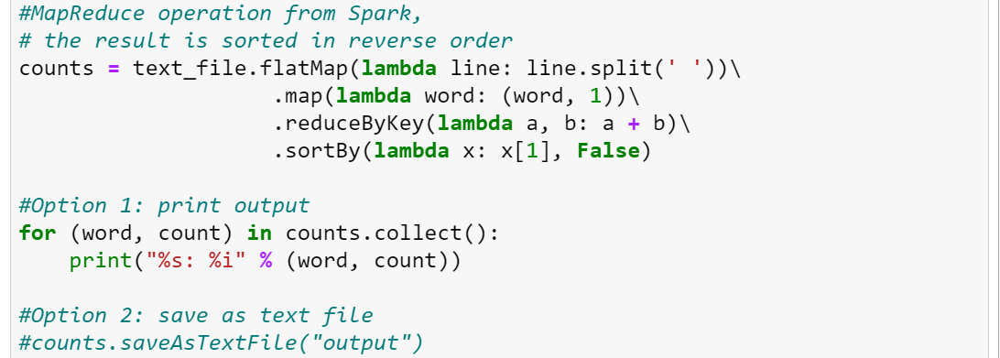 #MapReduce operation from Spark,
# the result is sorted in reverse order
counts = text_file.flatMap(lambda line: line.split(' '))\
                  .map(lambda word: (word, 1))\
                  .reduceByKey(lambda a, b: a + b)\
                  .sortBy(lambda x: x[1], False)

#Option 1: print output
for (word, count) in counts.collect():
    print("%s: %i" % (word, count))

#Option 2: save as text file
#counts.saveAsTextFile("output")